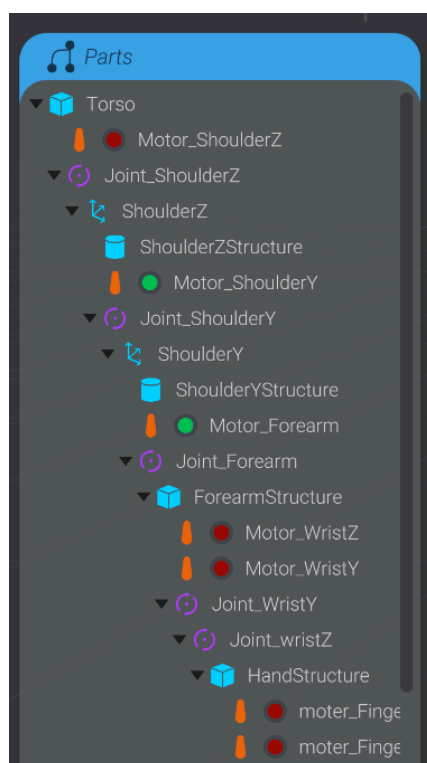 Parts
Torso
Motor_ShoulderZ
Joint_ShoulderZ
ShoulderZ
ShoulderZStructure
Motor_ShoulderY
Joint_ShoulderY
ShoulderY
ShoulderYStructure
Motor_Forearm
Joint_Forearm
ForearmStructure
Motor_WristZ
Motor_WristY
Joint_WristY
Joint_wristZ
HandStructure
moter_Finge
moter_Finge